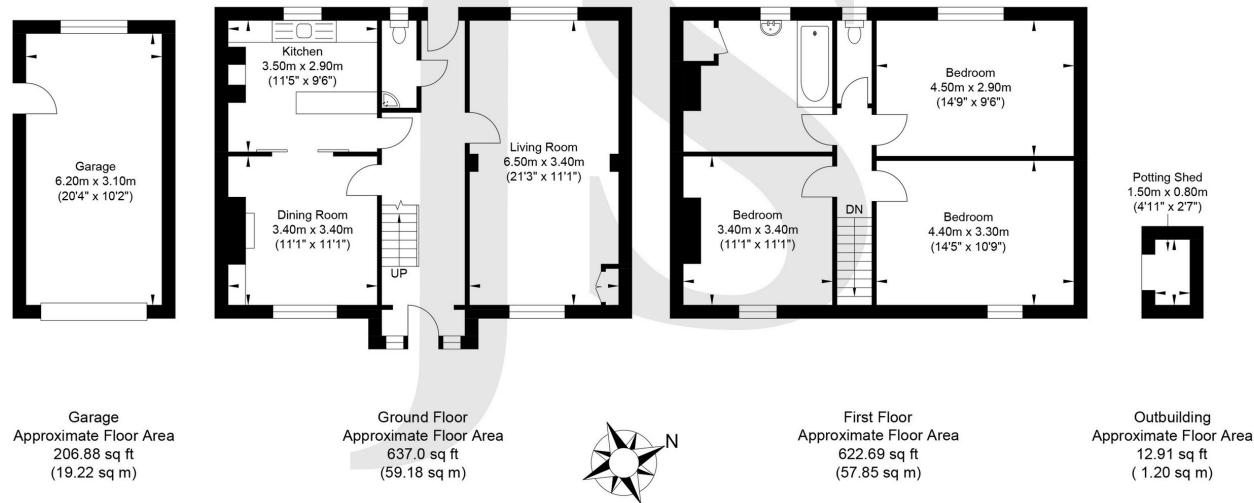 Garage
6.20m x 3.10m
(20'4" x 10'2")
Kitchen
3.50m x 2.90m
(11'5" x 9'6")
Dining Room
3.40m x 3.40m
(11'1" x 11'1")
UP
Living Room
6.50m x 3.40m
(21'3" x 11'1")
Bedroom
4.50m x 2.90m
(14'9" x 9'6")
Bedroom
3.40m x 3.40m
(11'1" x 11'1")
DN
Bedroom
4.40m x 3.30m
(14'5" x 10'9")
Potting Shed
1.50m x 0.80m
(4'11" x 2'7")
Garage
Approximate Floor Area
206.88 sq ft
(19.22 sq m)
Ground Floor
Approximate Floor Area
637.0 sq ft
(59.18 sq m)
N
First Floor
Approximate Floor Area
622.69 sq ft
(57.85 sq m)
Outbuilding
Approximate Floor Area
12.91 sq ft
( 1.20 sq m)